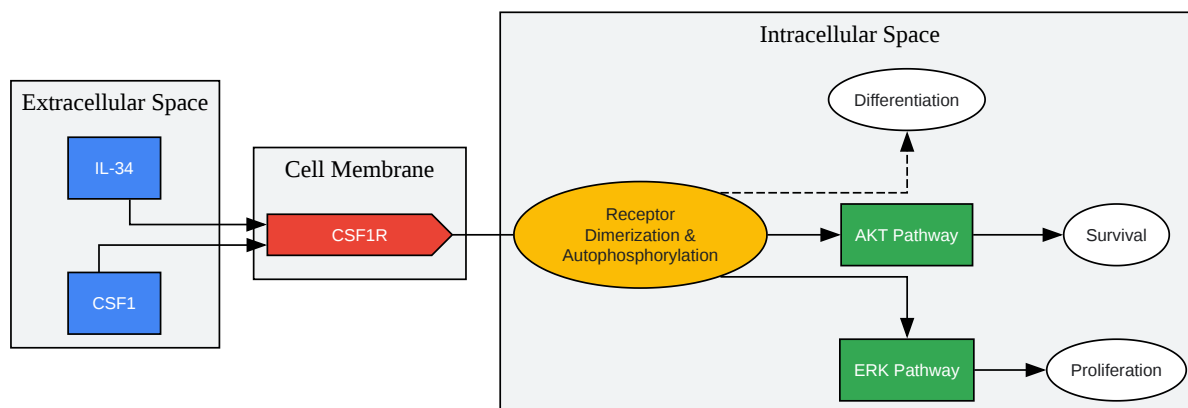 Extracellular Space
IL-34
CSF1
Cell Membrane
CSF1R
Intracellular Space
Receptor
Dimerization &
Autophosphorylation
Differentiation
AKT Pathway
Survival
ERK Pathway
Proliferation